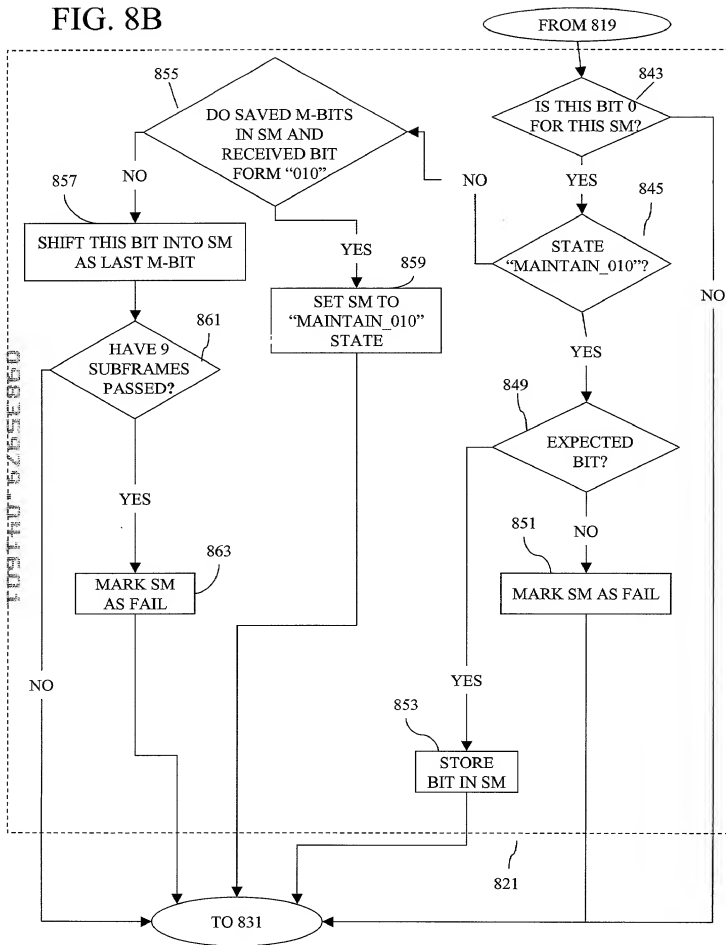 FIG. 8B
FROM 819
855
843
DO SAVED M-BITS
IN SM AND
RECEIVED BIT
FORM “010”
IS THIS BIT 0
FOR THIS SM?
NO
NO
YES
857
845
SHIFT THIS BIT INTO SM
AS LAST M-BIT
YES
859
STATE
“MAINTAIN_010”?
NO
SET SM TO
“MAINTAIN_010”
STATE
861
HAVE 9
SUBFRAMES
PASSED?
YES
849
EXPECTED
BIT?
YES
NO
851
863
MARK SM
AS FAIL
MARK SM AS FAIL
NO
YES
853
STORE
BIT IN SM
821
TO 831